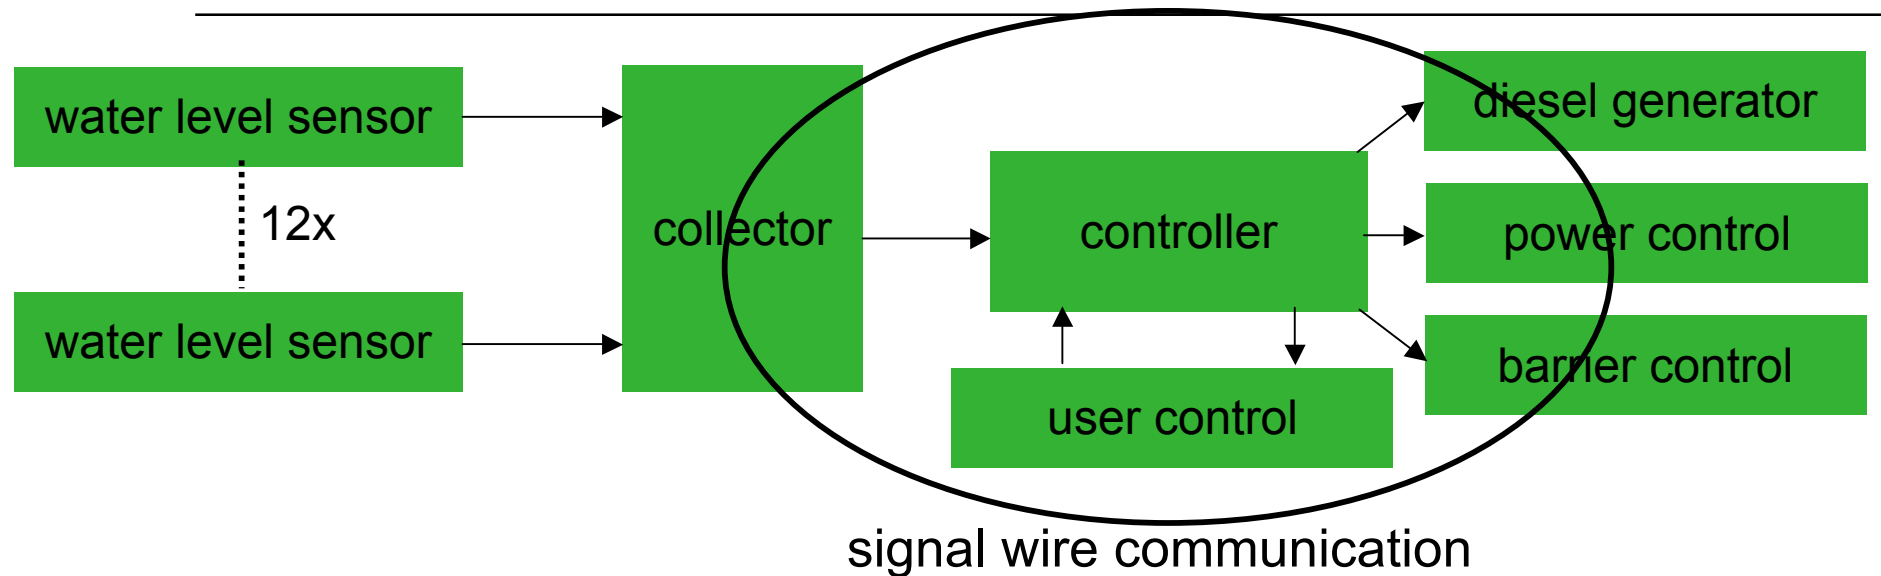 water level sensor
12x
water level sensor
collector
controller
user control
diesel generator
power control
barrier control
signal wire communication